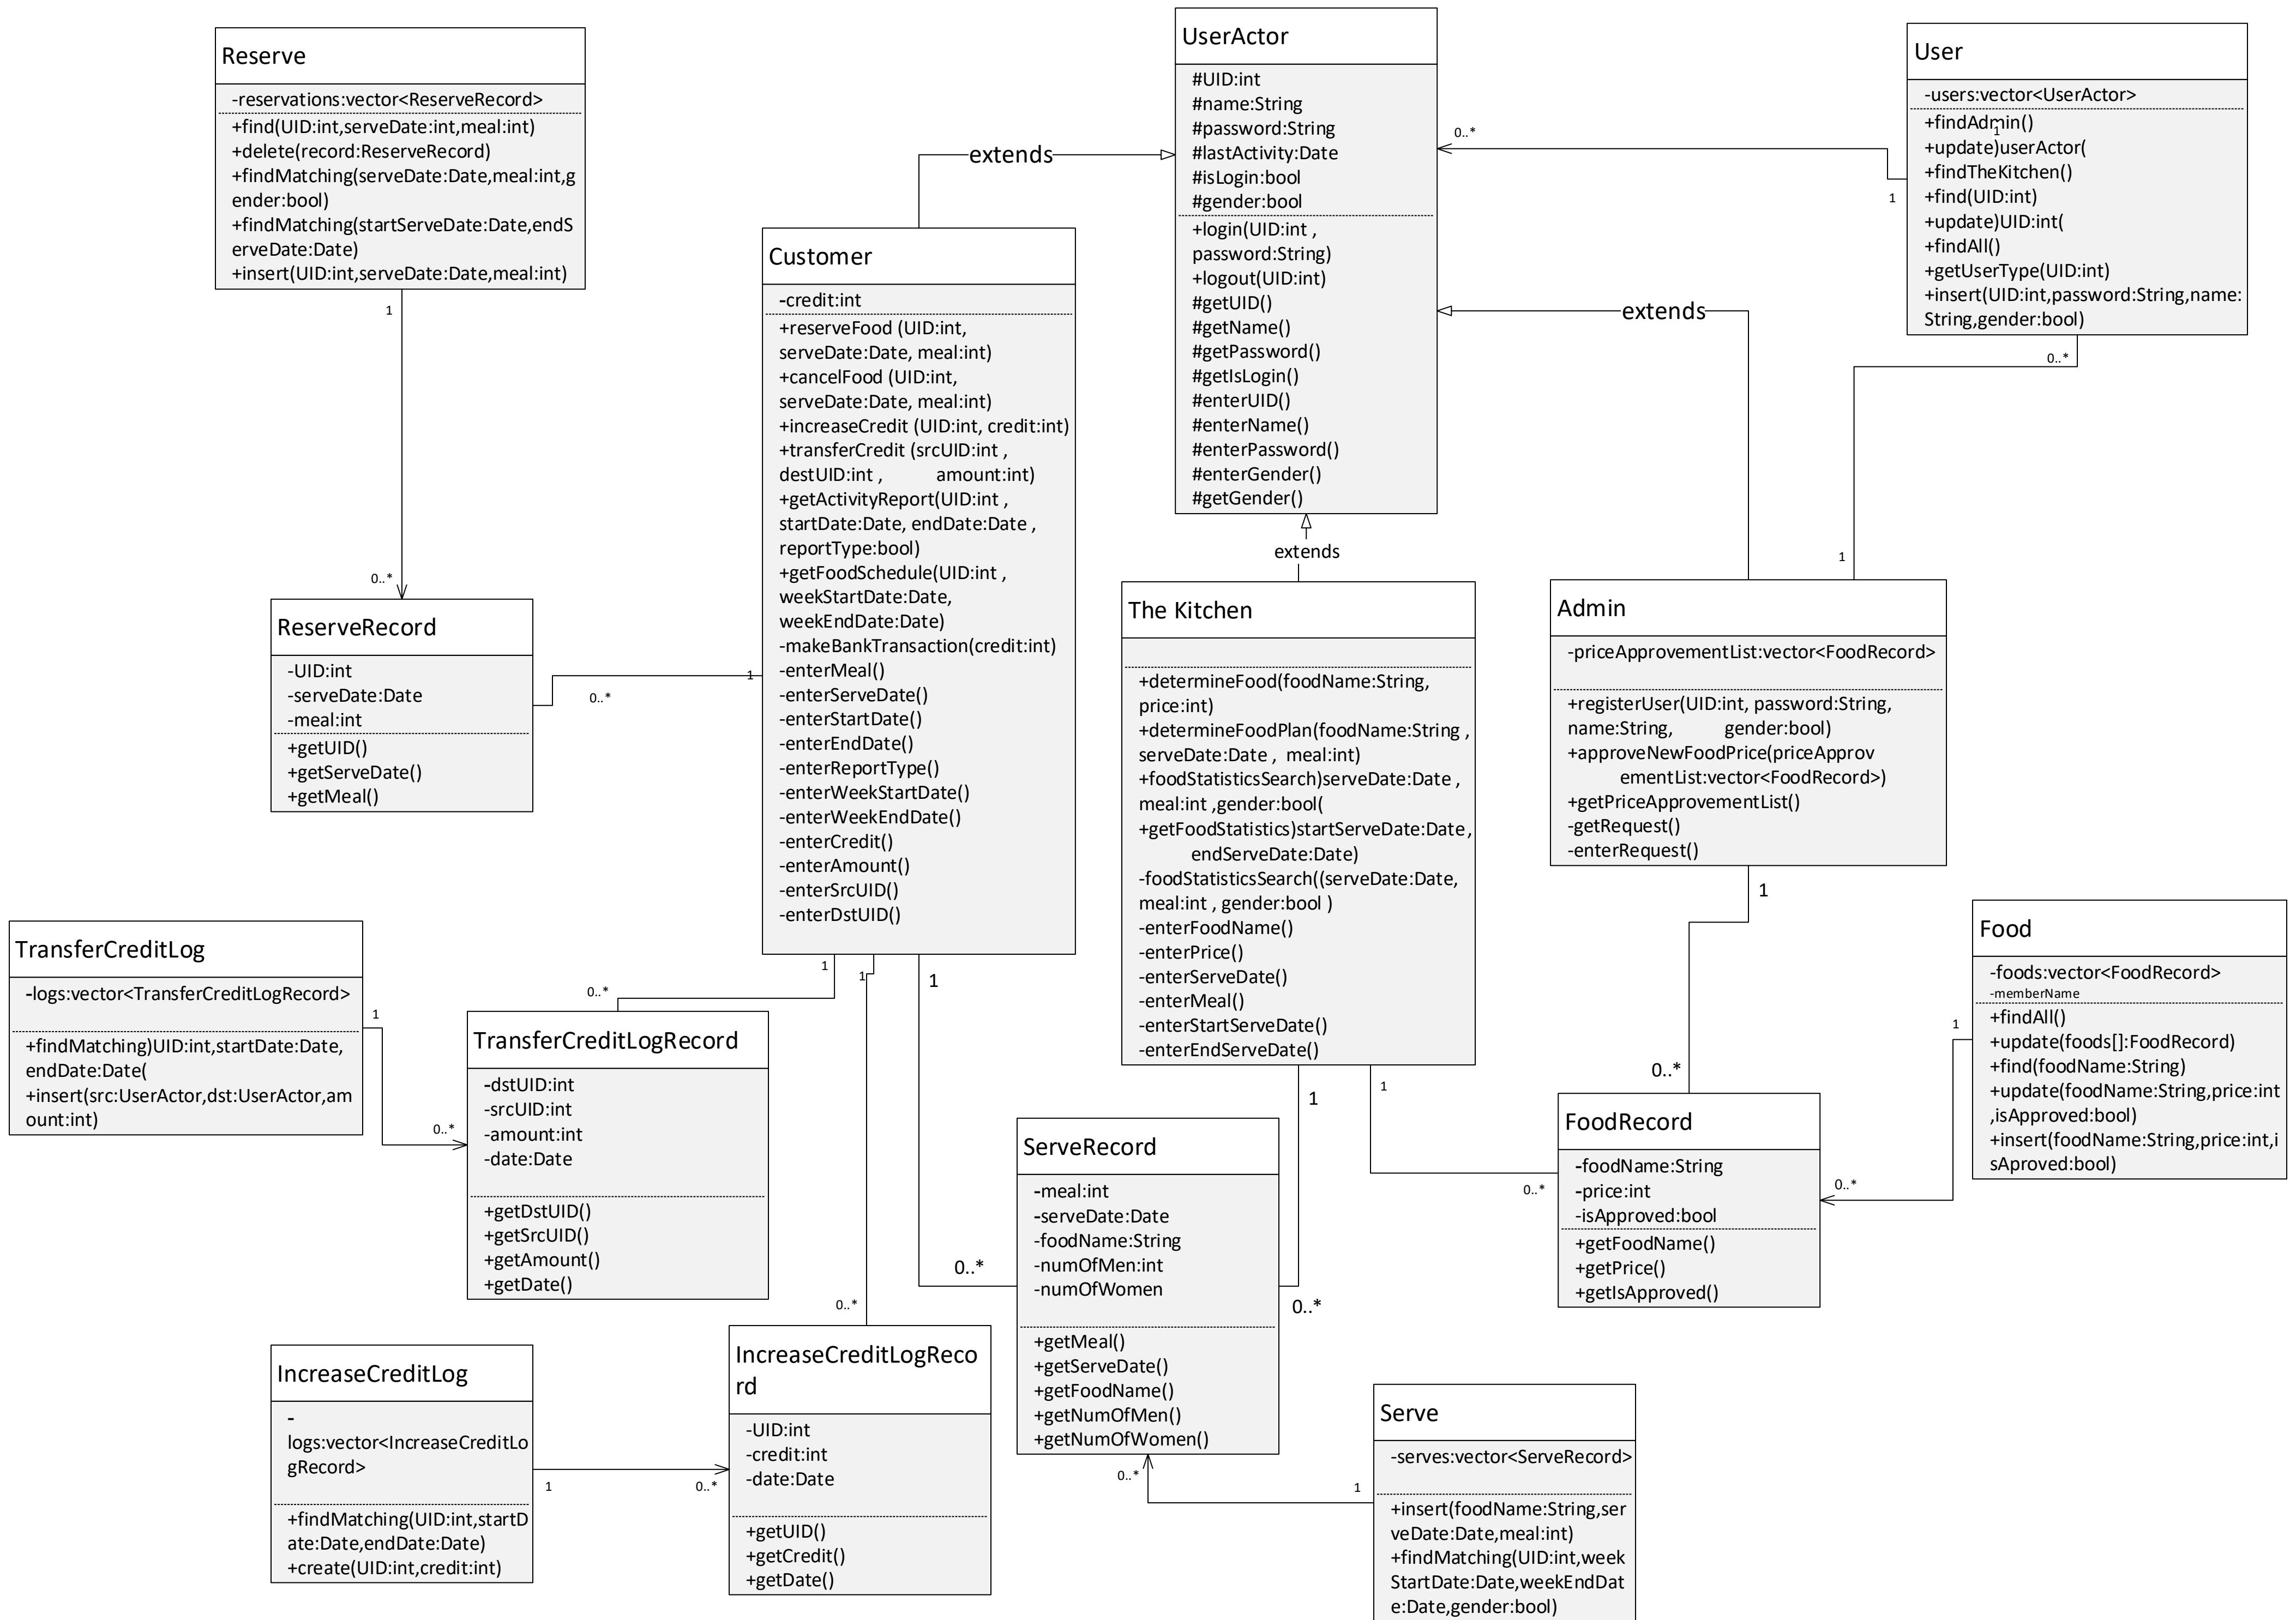 Reserve
-reservations:vector<ReserveRecord>
+find(UID:int,serveDate:int,meal:int)
+delete(record:ReserveRecord)
+findMatching(serveDate:Date,meal:int,g
ender:bool)
+findMatching(startServeDate:Date,endS
erveDate:Date)
+insert(UID:int,serveDate:Date,meal:int)
1
0..*
UserActor
#UID:int
#name:String
#password:String
#lastActivity:Date
#isLogin:bool
#gender:bool
+login(UID:int ,
password:String)
+logout(UID:int)
#getUID()
#getName()
#getPassword()
#getIsLogin()
#enterUID()
#enterName()
#enterPassword()
#enterGender()
#getGender()
extends
extends
extends
0..*
1
User
-users:vector<UserActor>
+findAdmin()
1
+update)userActor(
+findTheKitchen()
+find(UID:int)
+update)UID:int(
+findAll()
+getUserType(UID:int)
+insert(UID:int,password:String,name:
String,gender:bool)
0..*
1
Customer
-credit:int
+reserveFood (UID:int,
serveDate:Date, meal:int)
+cancelFood (UID:int,
serveDate:Date, meal:int)
+increaseCredit (UID:int, credit:int)
+transferCredit (srcUID:int ,
destUID:int , amount:int)
+getActivityReport(UID:int ,
startDate:Date, endDate:Date ,
reportType:bool)
+getFoodSchedule(UID:int ,
weekStartDate:Date,
weekEndDate:Date)
-makeBankTransaction(credit:int)
-enterMeal()
-enterServeDate()
-enterStartDate()
-enterEndDate()
-enterReportType()
-enterWeekStartDate()
-enterWeekEndDate()
-enterCredit()
-enterAmount()
-enterSrcUID()
-enterDstUID()
ReserveRecord
-UID:int
-serveDate:Date
-meal:int
+getUID()
+getServeDate()
+getMeal()
0..*
1
The Kitchen
+determineFood(foodName:String,
price:int)
+determineFoodPlan(foodName:String ,
serveDate:Date , meal:int)
+foodStatisticsSearch)serveDate:Date ,
meal:int ,gender:bool(
+getFoodStatistics)startServeDate:Date,
endServeDate:Date)
-foodStatisticsSearch((serveDate:Date,
meal:int , gender:bool )
-enterFoodName()
-enterPrice()
-enterServeDate()
-enterMeal()
-enterStartServeDate()
-enterEndServeDate()
Admin
-priceApprovementList:vector<FoodRecord>
+registerUser(UID:int, password:String,
name:String, gender:bool)
+approveNewFoodPrice(priceApprov
ementList:vector<FoodRecord>)
+getPriceApprovementList()
-getRequest()
-enterRequest()
1
0..*
Food
-foods:vector<FoodRecord>
-memberName
+findAll()
+update(foods[]:FoodRecord)
+find(foodName:String)
+update(foodName:String,price:int
,isApproved:bool)
+insert(foodName:String,price:int,i
sAproved:bool)
1
0..*
TransferCreditLog
-logs:vector<TransferCreditLogRecord>
+findMatching)UID:int,startDate:Date,
endDate:Date(
+insert(src:UserActor,dst:UserActor,am
ount:int)
1
0..*
1
0..*
TransferCreditLogRecord
-dstUID:int
-srcUID:int
-amount:int
-date:Date
+getDstUID()
+getSrcUID()
+getAmount()
+getDate()
1
0..*
1
0..*
ServeRecord
-meal:int
-serveDate:Date
-foodName:String
-numOfMen:int
-numOfWomen
+getMeal()
+getServeDate()
+getFoodName()
+getNumOfMen()
+getNumOfWomen()
1
0..*
1
0..*
FoodRecord
-foodName:String
-price:int
-isApproved:bool
+getFoodName()
+getPrice()
+getIsApproved()
IncreaseCreditLog
-
logs:vector<IncreaseCreditLo
gRecord>
+findMatching(UID:int,startD
ate:Date,endDate:Date)
+create(UID:int,credit:int)
1
0..*
IncreaseCreditLogReco
rd
-UID:int
-credit:int
-date:Date
+getUID()
+getCredit()
+getDate()
0..*
1
Serve
-serves:vector<ServeRecord>
+insert(foodName:String,ser
veDate:Date,meal:int)
+findMatching(UID:int,week
StartDate:Date,weekEndDat
e:Date,gender:bool)